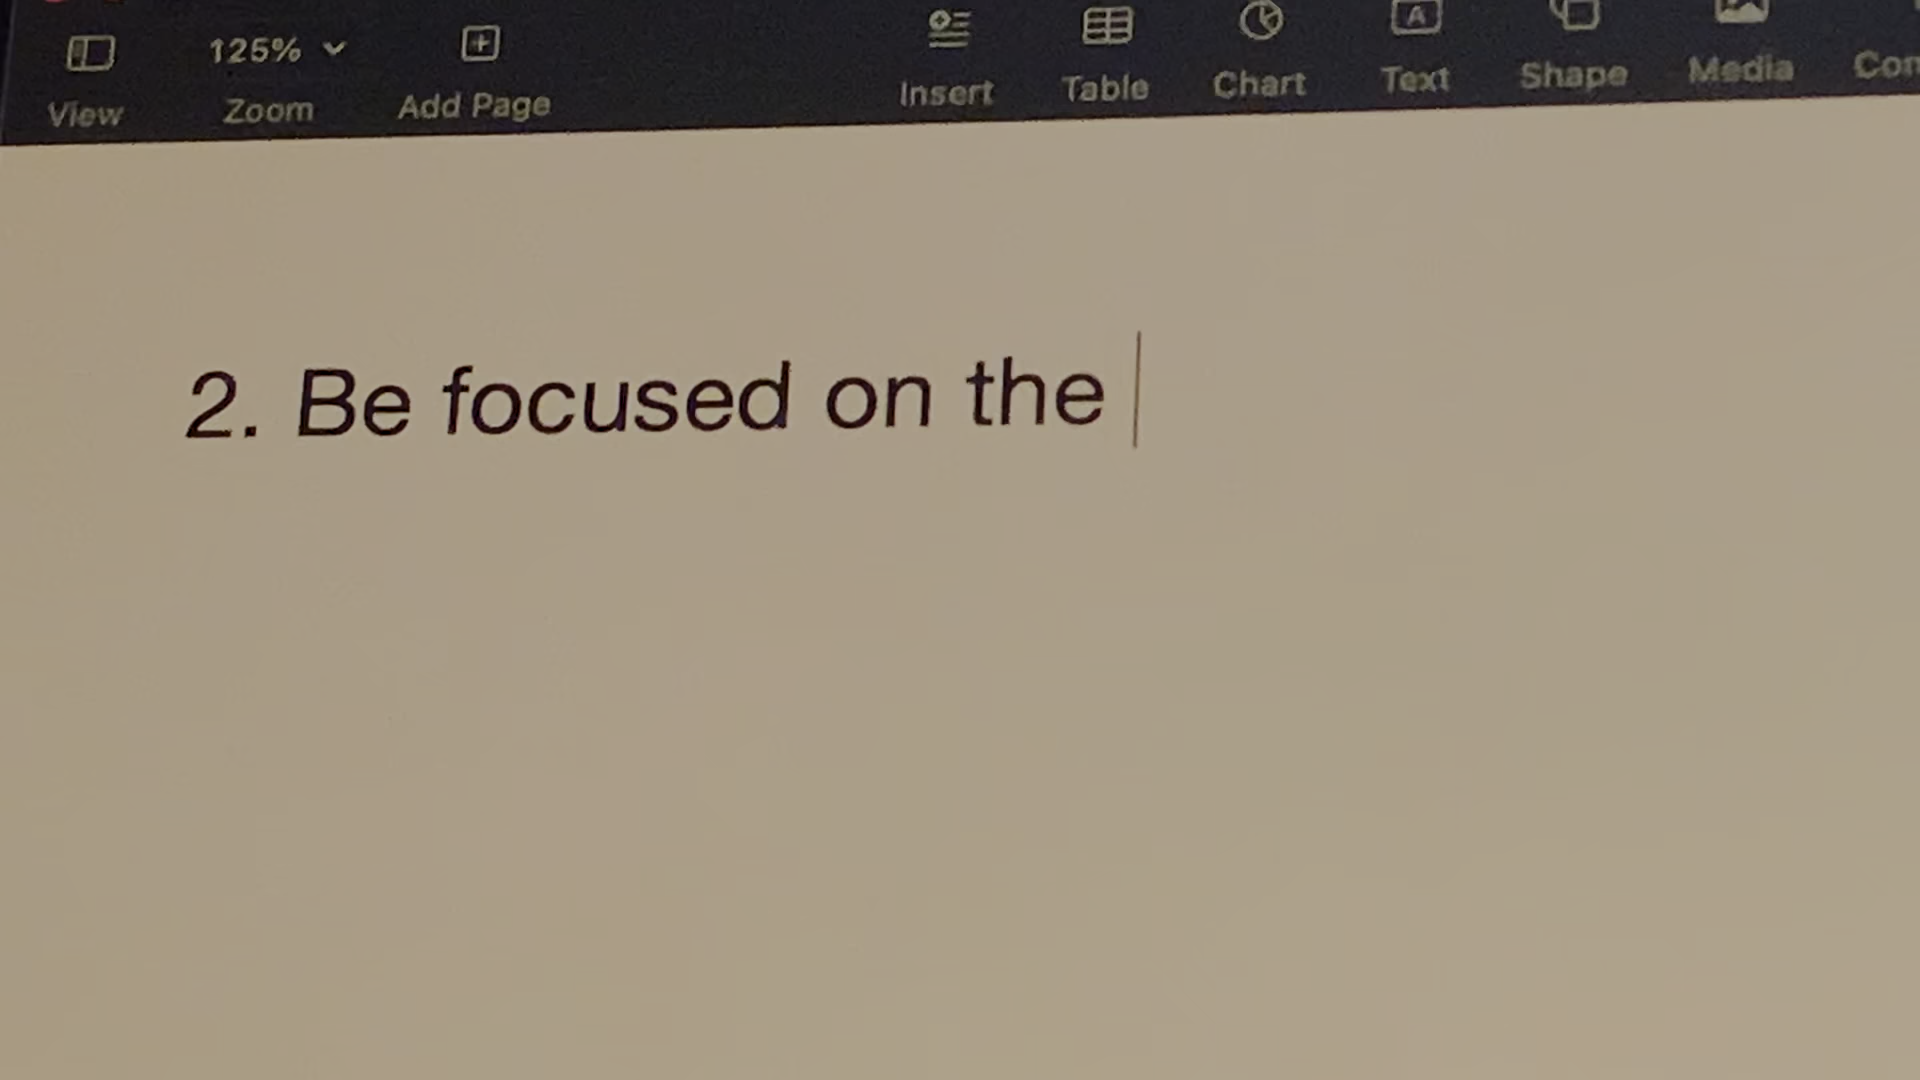 125%
View Zoom Add Page Insert Table Chart Text Shape Media
2. Be focused on the